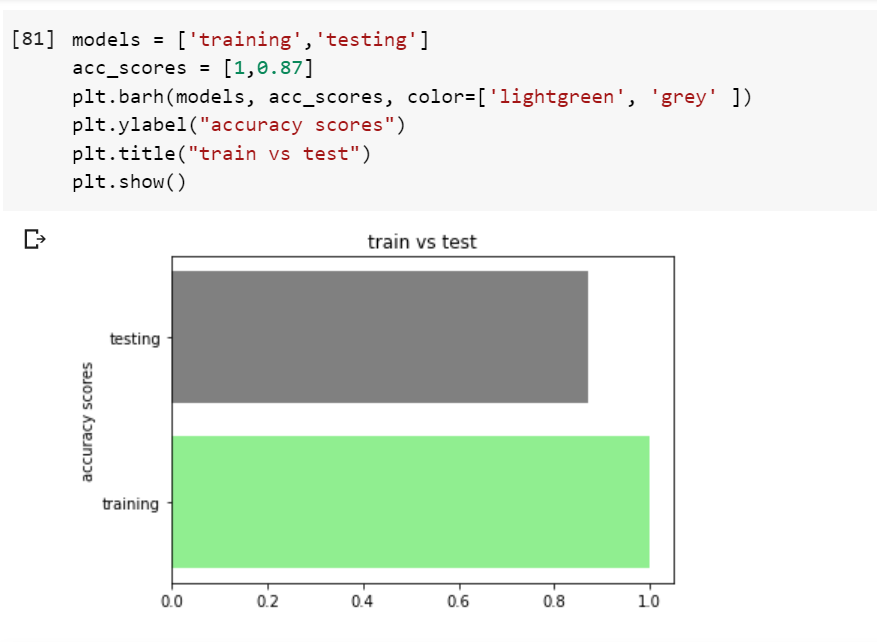 [81] models = ['training','testing']
acc_scores = [1,0.87]
plt.barh(models, acc_scores, color=['lightgreen', 'grey' ])
plt.ylabel("accuracy scores")
plt.title("train vs test")
plt.show()
train vs test
testing
accuracy scores
training
0.0 0.2 0.4 0.6 0.8 1.0